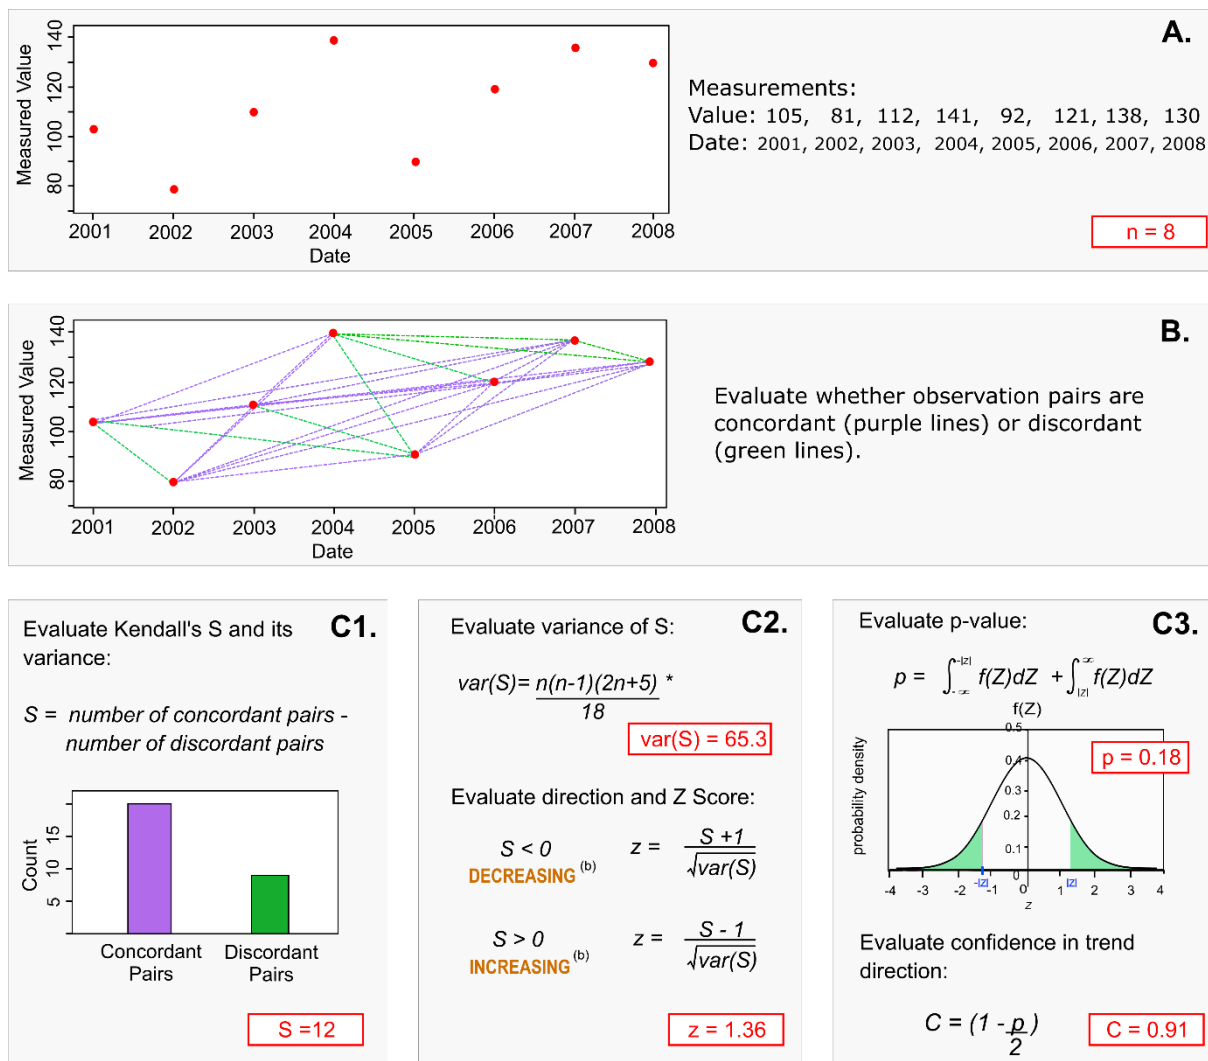 A.
140
120
100
80
Measured Value
2001 2002 2003 2004 2005 2006 2007 2008
Date
Measurements:
Value: 105, 81, 112, 141, 92, 121, 138, 130
Date: 2001, 2002, 2003, 2004, 2005, 2006, 2007, 2008
n = 8
B.
140
120
100
80
Measured Value
2001 2002 2003 2004 2005 2006 2007 2008
Date
Evaluate whether observation pairs are
concordant (purple lines) or discordant
(green lines).
C1.
Evaluate Kendall's S and its
variance:
S = number of concordant pairs -
number of discordant pairs
15
10
5
Count
Concordant Discordant
Pairs Pairs
S =12
C2.
Evaluate variance of S:
var(S)= n(n-1)(2n+5) *
18
var(S) = 65.3
Evaluate direction and Z Score:
S < 0 z = S +1
DECREASING (b) √var(S)
S > 0 z = S - 1
INCREASING (b) √var(S)
z = 1.36
C3.
Evaluate p-value:
p = ∫-∞-|z| f(Z)dZ + ∫|z|∞ f(Z)dZ
f(Z)
0.5
0.4
0.3
0.2
0.1
0
probability density
p = 0.18
-4 -3 -2 -|z| -1 0 1 |z| 2 3 4
z
Evaluate confidence in trend
direction:
C = (1 - p)
2
C = 0.91